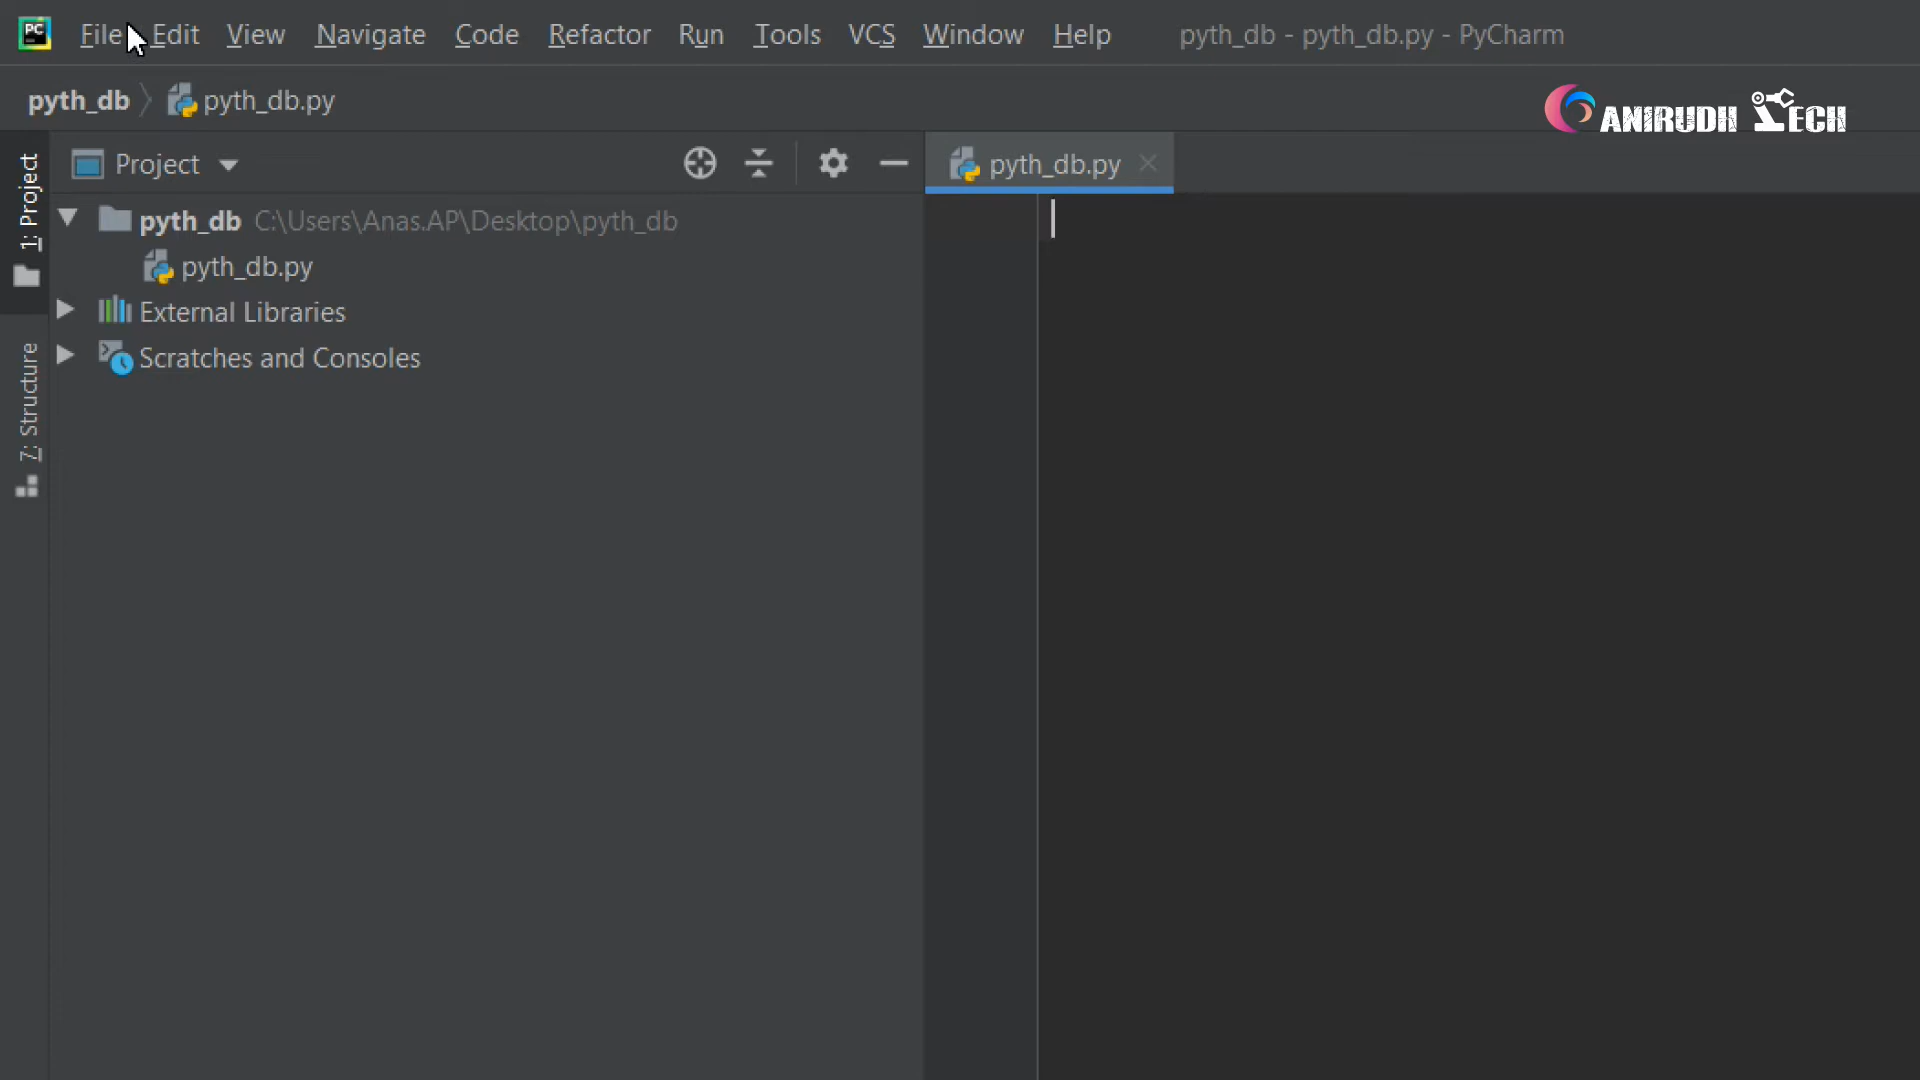 PC File Edit View Navigate Code Refactor Run Tools VCS Window Help pyth_db - pyth_db.py - PyCharm
pyth_db pyth_db.py
ANIRUDH TECH
1: Project
Project
pyth_db.py
pyth_db C:\Users\Anas.AP\Desktop\pyth_db
pyth_db.py
External Libraries
Scratches and Consoles
7: Structure